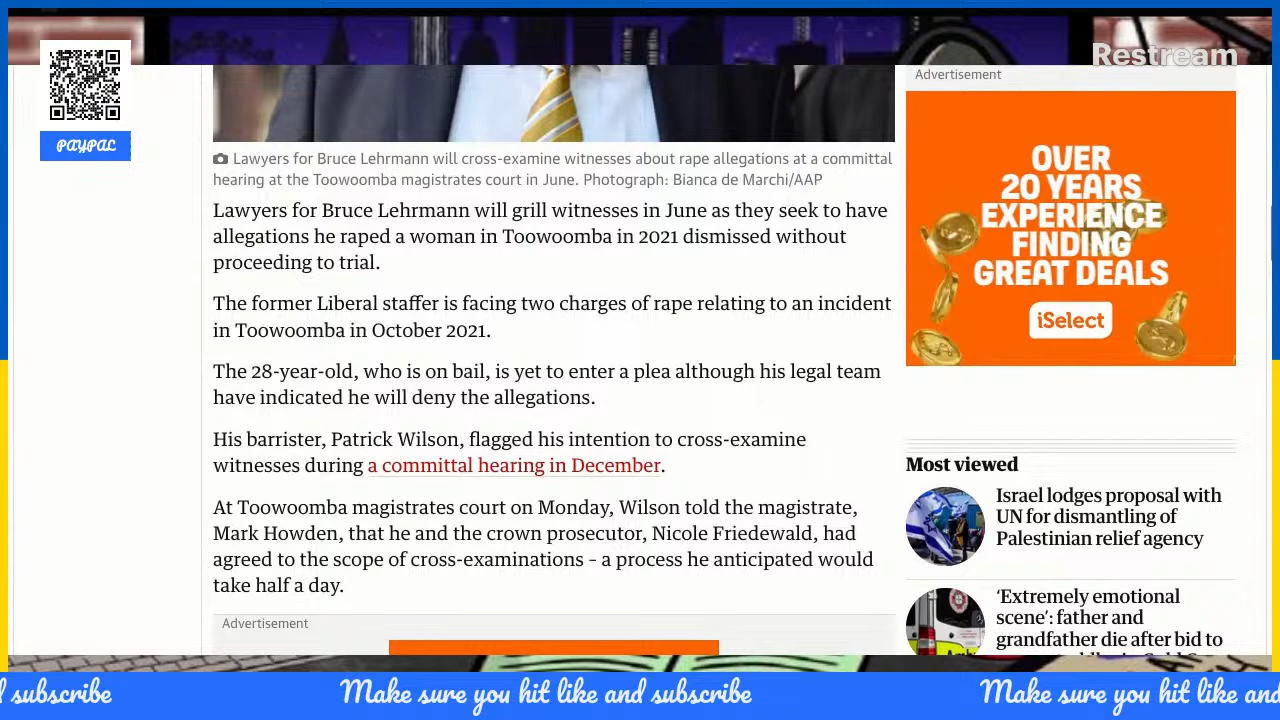 Restream
PAYPAL
Lawyers for Bruce Lehrmann will cross-examine witnesses about rape allegations at a committal
hearing at the Toowoomba magistrates court in June. Photograph: Bianca de Marchi/AAP
Lawyers for Bruce Lehrmann will grill witnesses in June as they seek to have
allegations he raped a woman in Toowoomba in 2021 dismissed without
proceeding to trial.
The former Liberal staffer is facing two charges of rape relating to an incident
in Toowoomba in October 2021.
The 28-year-old, who is on bail, is yet to enter a plea although his legal team
have indicated he will deny the allegations.
His barrister, Patrick Wilson, flagged his intention to cross-examine
witnesses during a committal hearing in December.
At Toowoomba magistrates court on Monday, Wilson told the magistrate,
Mark Howden, that he and the crown prosecutor, Nicole Friedewald, had
agreed to the scope of cross-examinations – a process he anticipated would
take half a day.
Advertisement
Advertisement
OVER
20 YEARS
EXPERIENCE
FINDING
GREAT DEALS
iSelect
Most viewed
Israel lodges proposal with
UN for dismantling of
Palestinian relief agency
‘Extremely emotional
scene’: father and
grandfather die after bid to
subscribe Make sure you hit like and subscribe Make sure you hit like and